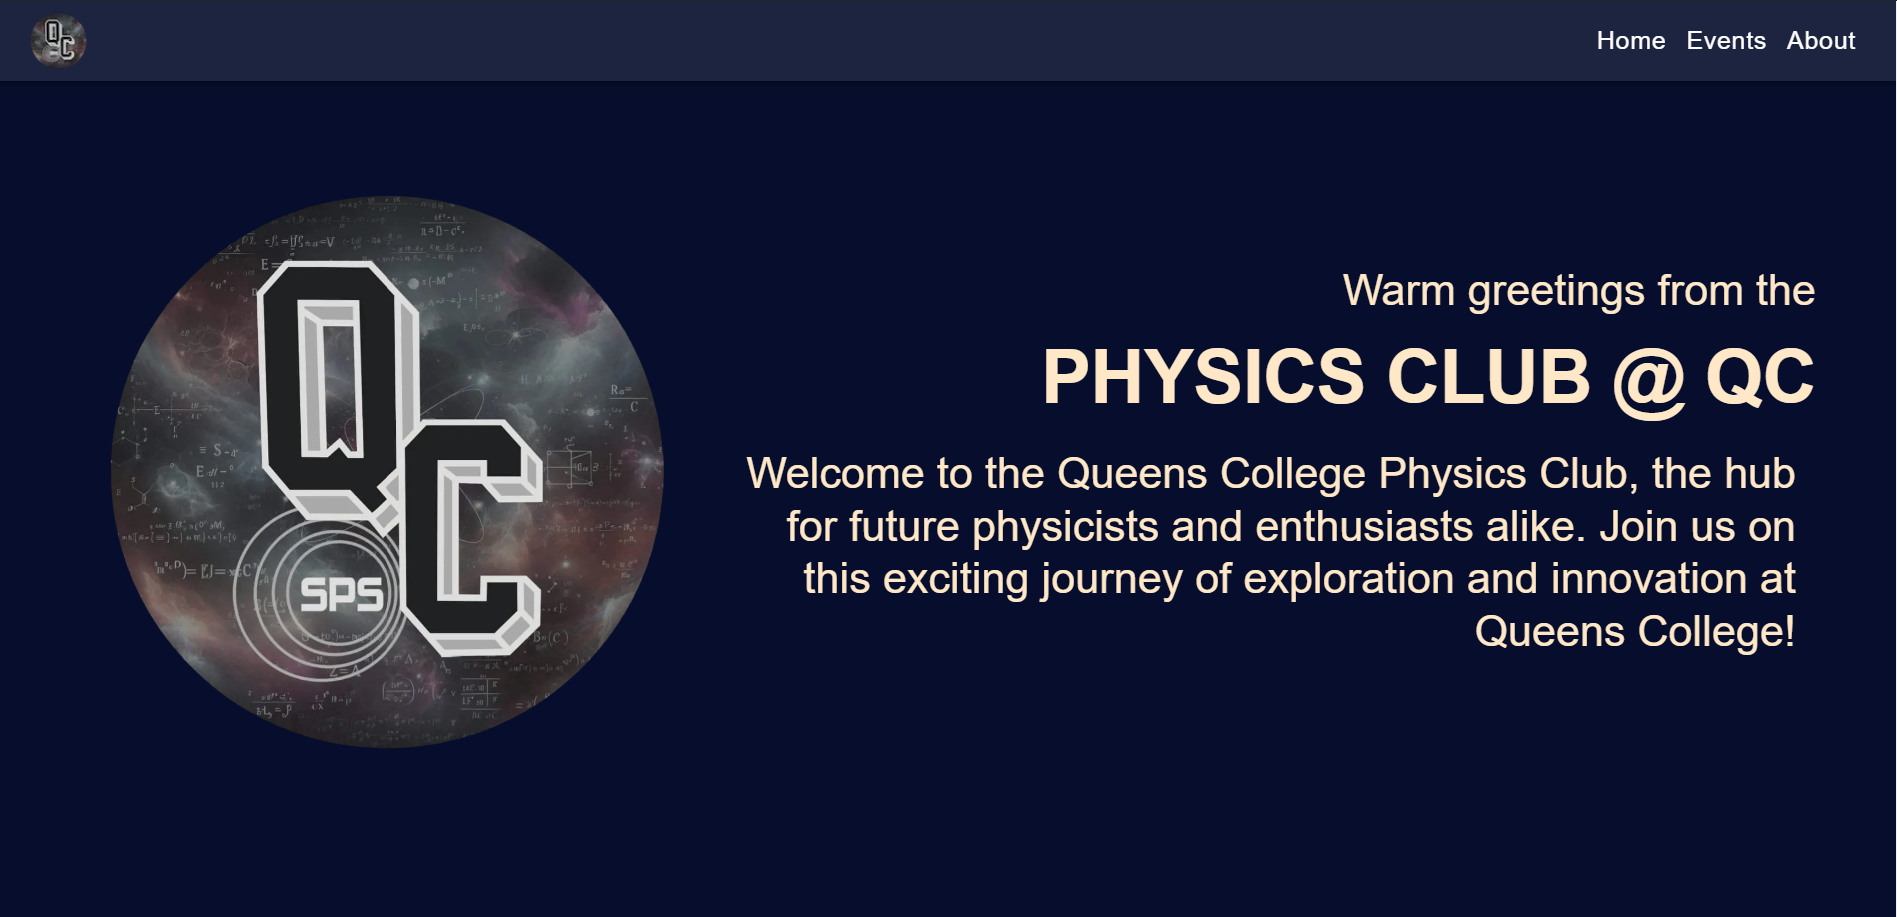 QC
Home Events About
QC
SPS
Warm greetings from the
PHYSICS CLUB @ QC
Welcome to the Queens College Physics Club, the hub
for future physicists and enthusiasts alike. Join us on
this exciting journey of exploration and innovation at
Queens College!